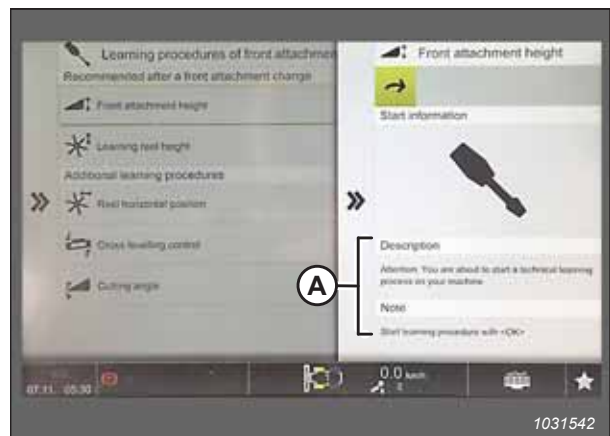 Learning procedures of front attachmen
Recommended after a front attachment change
Front attachment height
Learning reel height
Additional learning procedures
Reel horizontal position
Cross levelling control
Cutting angle
Front attachment height
Start information
Description
Attention: You are about to start a technical learning
process on your machine
Note
Start learning procedure with <OK>
A
07.11. 05:30
0.0 km/h
1031542